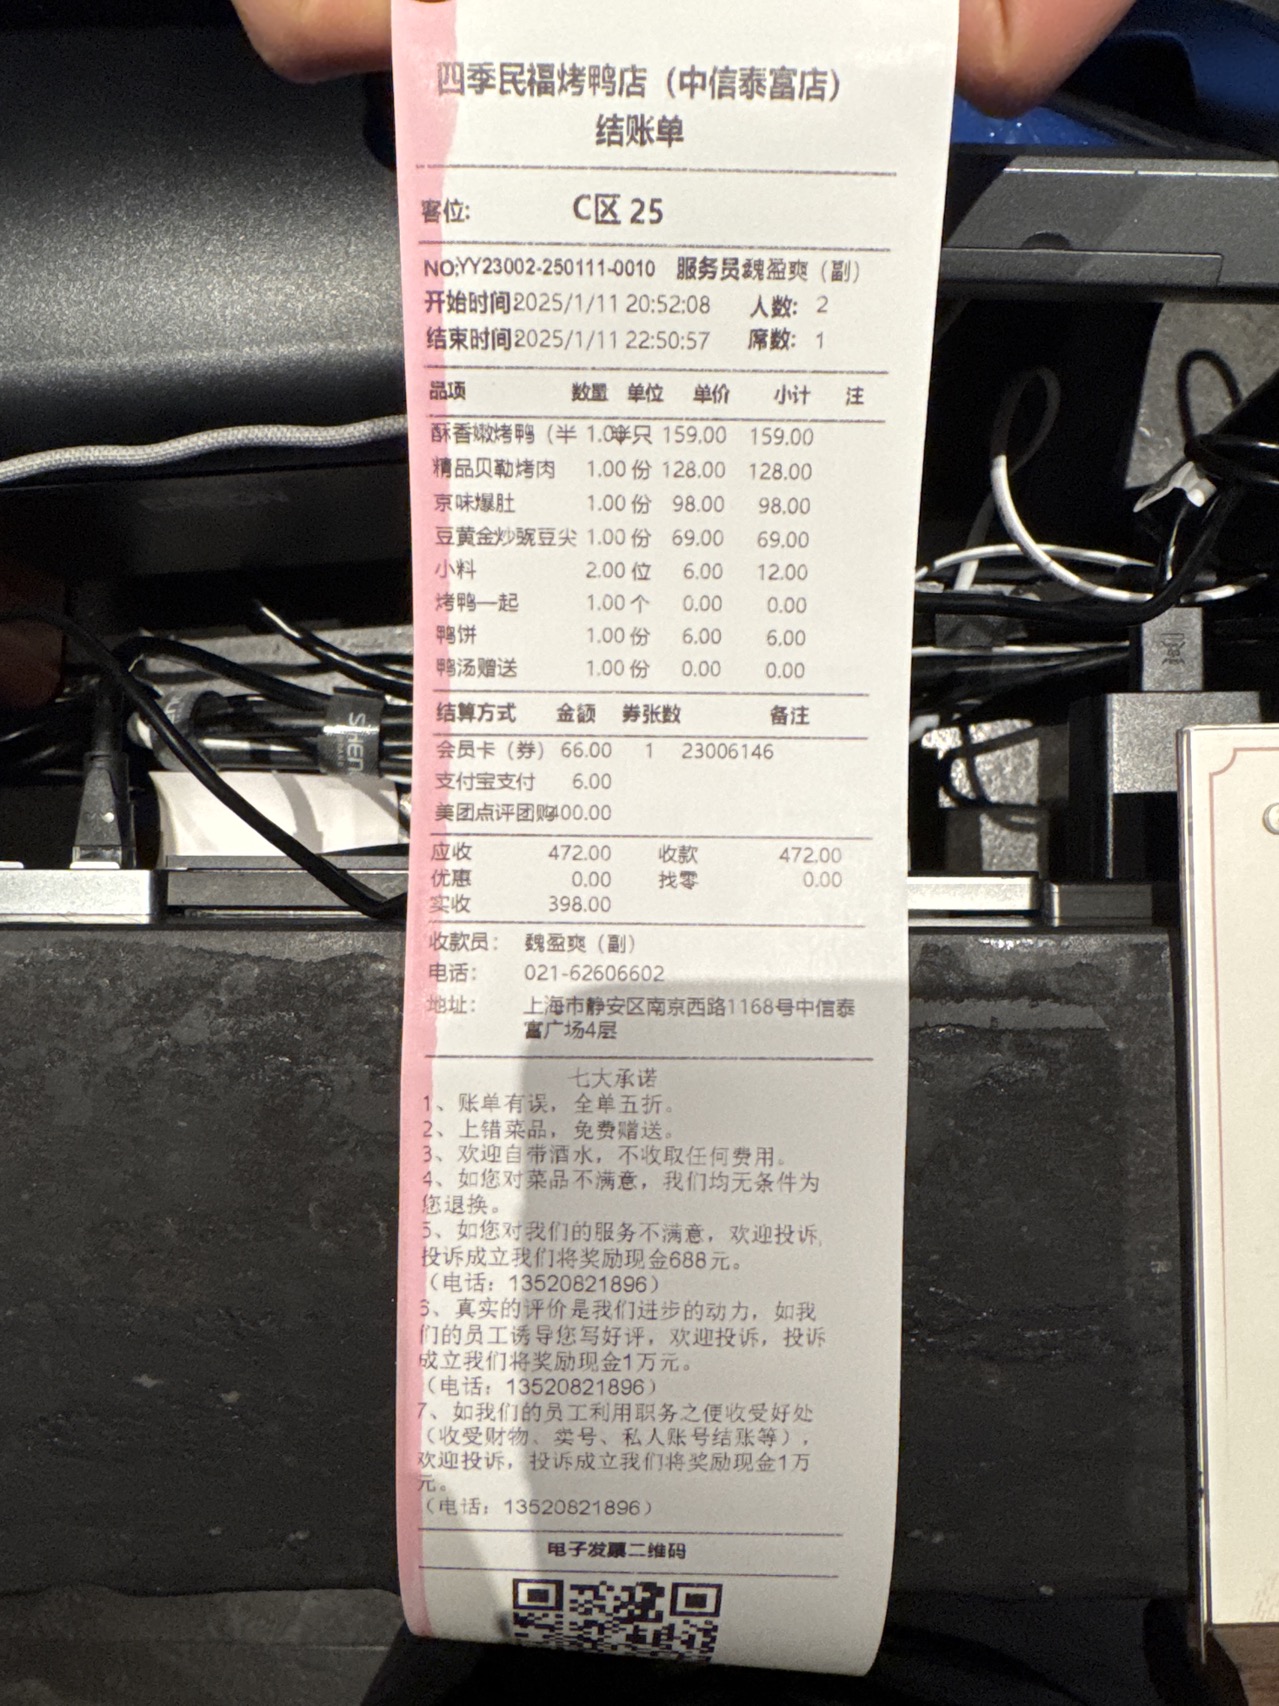 四季民福烤鸭店（中信泰富店）
结账单
客位: C区 25
NO:YY23002-250111-0010 服务员:魏盈爽（副）
开始时间:2025/1/11 20:52:08 人数: 2
结束时间:2025/1/11 22:50:57 席数: 1
品项 数量 单位 单价 小计 注
酥香嫩烤鸭（半 1.00 半只 159.00 159.00
精品贝勒烤肉 1.00 份 128.00 128.00
京味爆肚 1.00 份 98.00 98.00
豆黄金炒豌豆尖 1.00 份 69.00 69.00
小料 2.00 位 6.00 12.00
烤鸭一起 1.00 个 0.00 0.00
鸭饼 1.00 份 6.00 6.00
鸭汤赠送 1.00 份 0.00 0.00
结算方式 金额 券张数 备注
会员卡（券） 66.00 1 23006146
支付宝支付 6.00
美团点评团购400.00
应收 472.00 收款 472.00
优惠 0.00 找零 0.00
实收 398.00
收款员: 魏盈爽（副）
电话: 021-62606602
地址: 上海市静安区南京西路1168号中信泰
富广场4层
七大承诺
1、账单有误，全单五折。
2、上错菜品，免费赠送。
3、欢迎自带酒水，不收取任何费用。
4、如您对菜品不满意，我们均无条件为
您退换。
5、如您对我们的服务不满意，欢迎投诉,
投诉成立我们将奖励现金688元。
（电话：13520821896）
6、真实的评价是我们进步的动力，如我
们的员工诱导您写好评，欢迎投诉，投诉
成立我们将奖励现金1万元。
（电话：13520821896）
7、如我们的员工利用职务之便收受好处
（收受财物、卖号、私人账号结账等），
欢迎投诉，投诉成立我们将奖励现金1万
元。
（电话：13520821896）
电子发票二维码